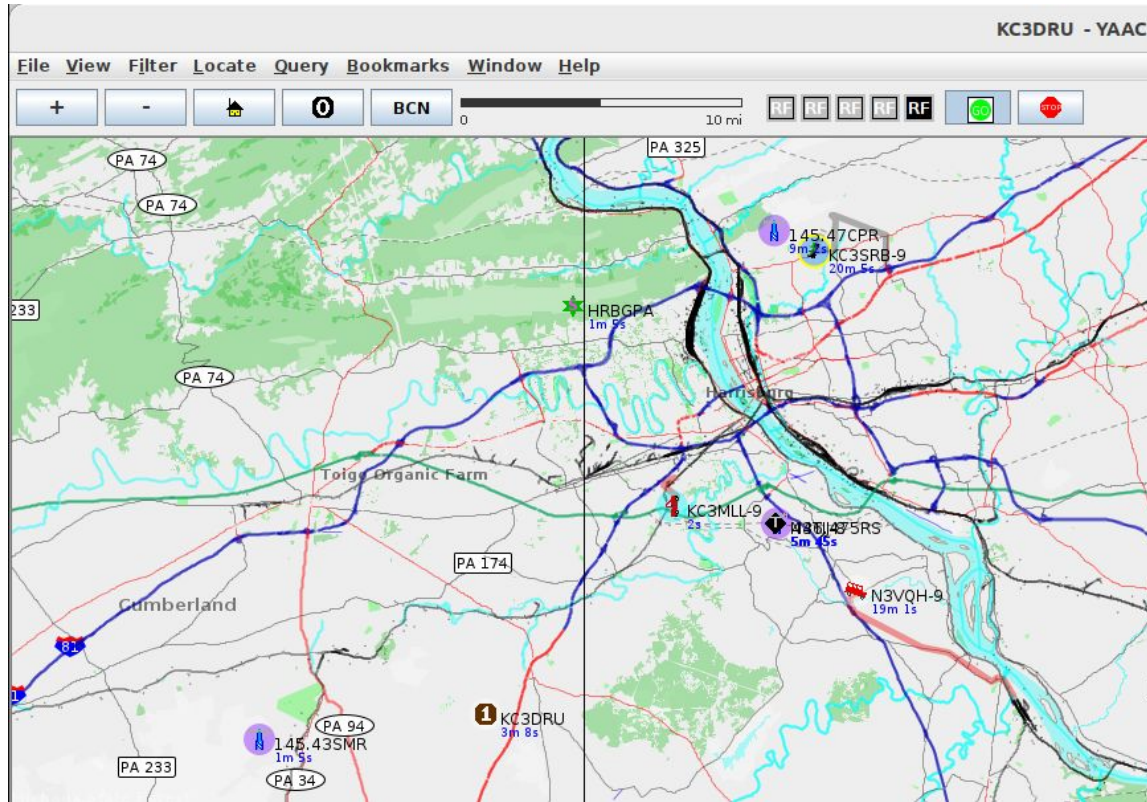 KC3DRU - YAAC
File View Filter Locate Query Bookmarks Window Help
+ - 0 BCN 0 10 mi RF RF RF RF RF GO STOP
PA 74
PA 325
PA 74
145.47CPR
9m 2s
KC3SRB-9
20m 5s
233
HRBGPA
1m 5s
PA 74
Harrisburg
Toigo Organic Farm
KC3MLL-9
2s
475RS
5m 45s
PA 174
N3VQH-9
19m 1s
Cumberland
81
1
KC3DRU
3m 8s
PA 94
145.43SMR
1m 5s
PA 233
PA 34